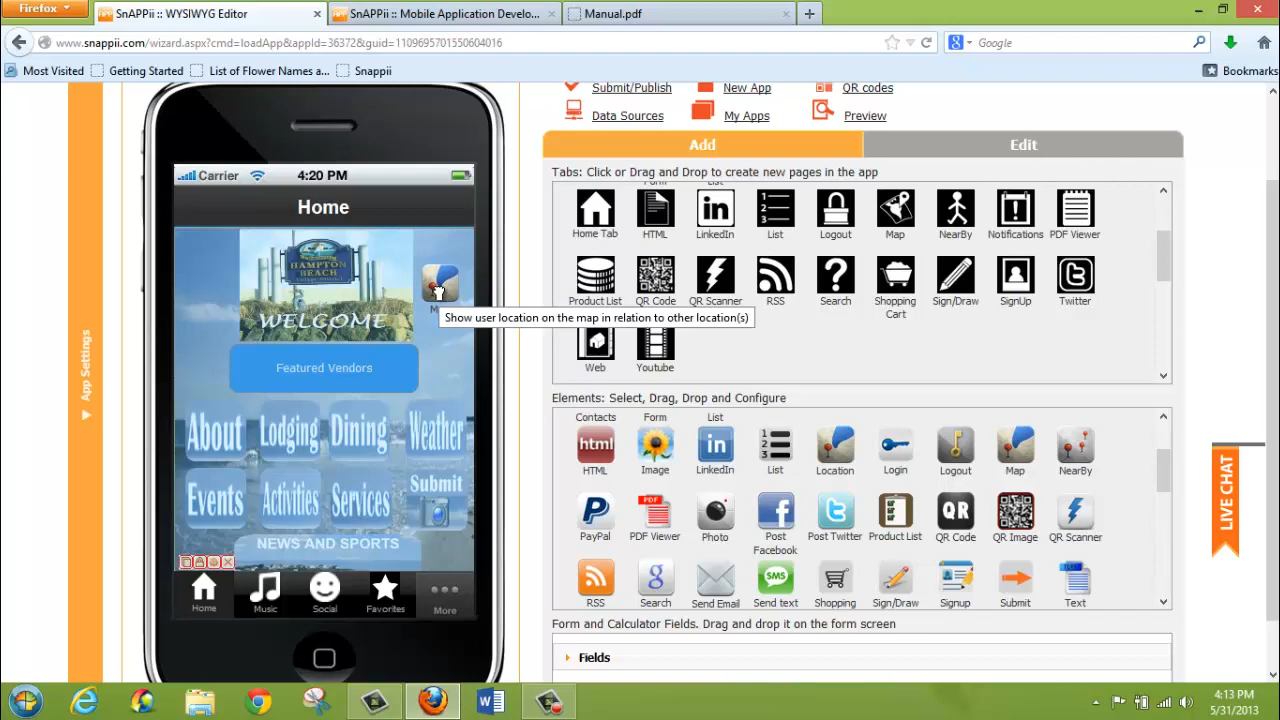 Firefox
SnAPPii :: WYSIWYG Editor
SnAPPii :: Mobile Application Develo...
Manual.pdf
www.snappii.com/wizard.aspx?cmd=loadApp&appId=36372&guid=1109695701550604016
Google
Most Visited
Getting Started
List of Flower Names a...
Snappii
Bookmarks
Submit/Publish
New App
QR codes
Data Sources
My Apps
Preview
Add
Edit
Tabs: Click or Drag and Drop to create new pages in the app
Home Tab
HTML
LinkedIn
List
Logout
Map
NearBy
Notifications
PDF Viewer
Product List
QR Code
QR Scanner
RSS
Search
Shopping Cart
Sign/Draw
SignUp
Twitter
Web
Youtube
Elements: Select, Drag, Drop and Configure
Contacts
Form
List
html
HTML
Image
LinkedIn
List
Location
Login
Logout
Map
NearBy
PayPal
PDF
PDF Viewer
Photo
Post Facebook
Post Twitter
Product List
QR
QR Code
QR Image
QR Scanner
RSS
Search
Send Email
SMS
Send text
Shopping
Sign/Draw
Signup
Submit
Text
Form and Calculator Fields. Drag and drop it on the form screen
Fields
App Settings
LIVE CHAT
Carrier
4:20 PM
Home
HAMPTON
BEACH
WELCOME
Show user location on the map in relation to other location(s)
Featured Vendors
About
Lodging
Dining
Weather
Events
Activities
Services
Submit
NEWS AND SPORTS
Home
Music
Social
Favorites
More
4:13 PM
5/31/2013